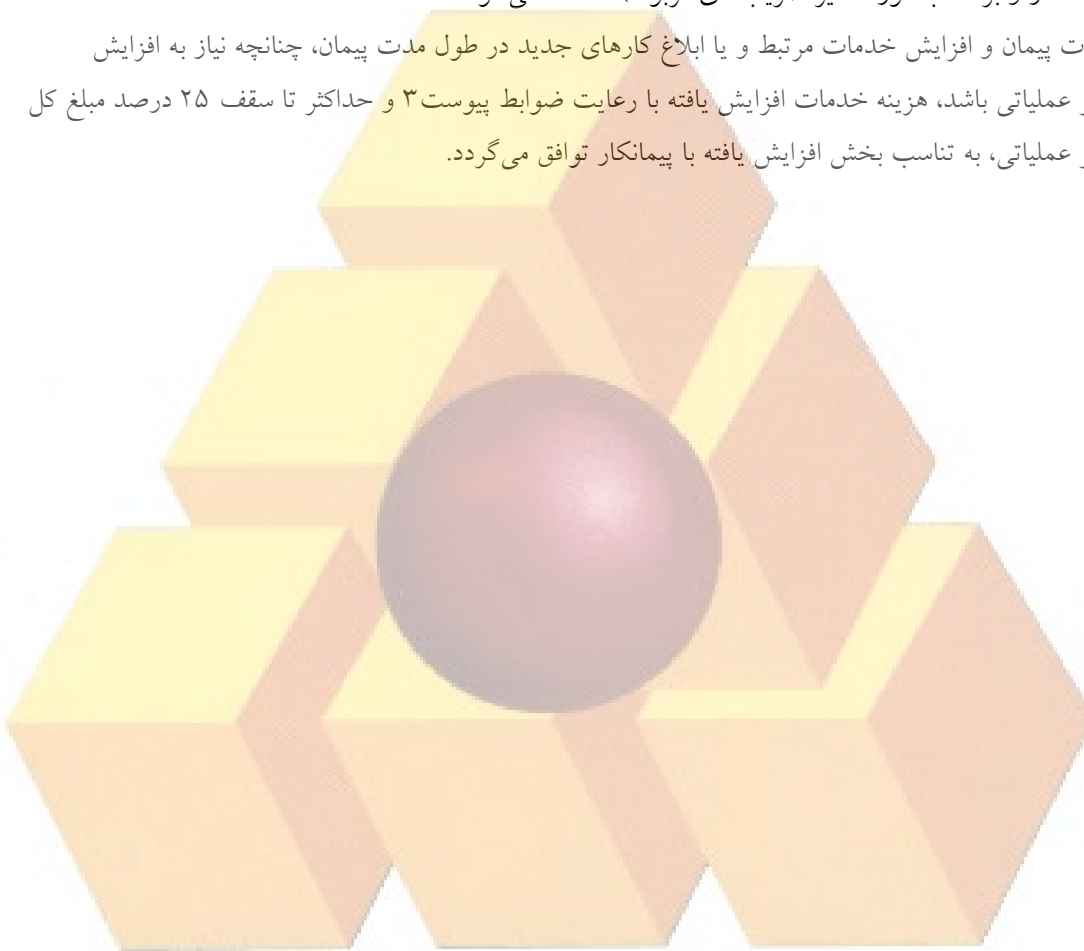 ت پیمان و افزایش خدمات مرتبط و یا ابلاغ کارهای جدید در طول مدت پیمان، چنانچه نیاز به افزایش
عملیاتی باشد، هزینه خدمات افزایش یافته با رعایت ضوابط پیوست۳ و حداکثر تا سقف ۲۵ درصد مبلغ کل
عملیاتی، به تناسب بخش افزایش یافته با پیمانکار توافق می‌گردد.